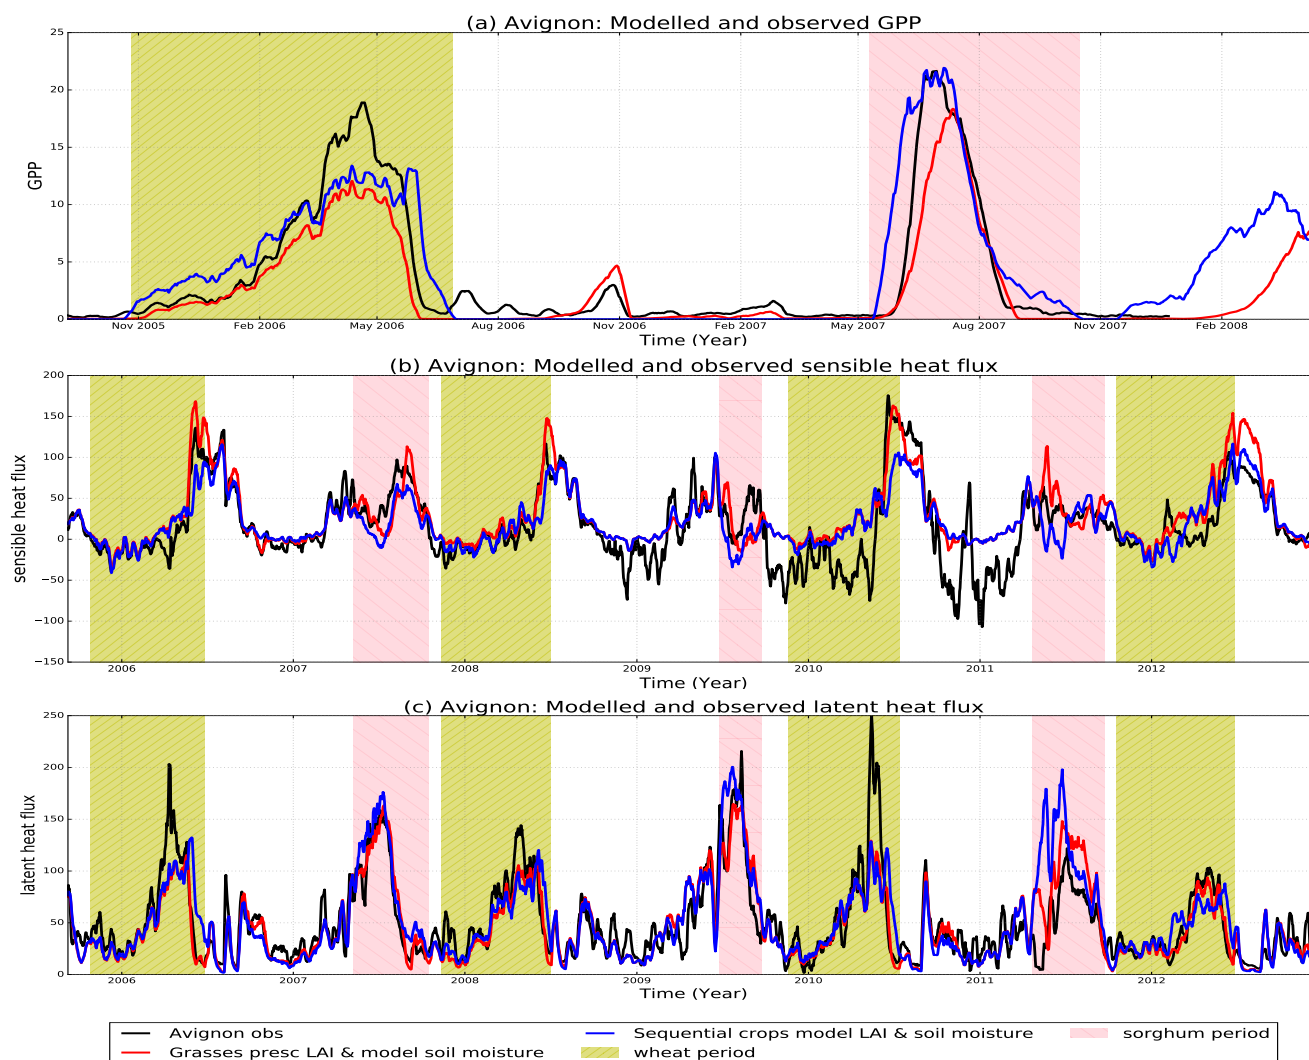 (a) Avignon: Modelled and observed GPP
25
20
15
10
5
0
GPP
Nov 2005 Feb 2006 May 2006 Aug 2006 Nov 2006 Feb 2007 May 2007 Aug 2007 Nov 2007 Feb 2008
Time (Year)
(b) Avignon: Modelled and observed sensible heat flux
200
150
100
50
0
−50
−100
−150
sensible heat flux
2006 2007 2008 2009 2010 2011 2012
Time (Year)
(c) Avignon: Modelled and observed latent heat flux
250
200
150
100
50
0
latent heat flux
2006 2007 2008 2009 2010 2011 2012
Time (Year)
Avignon obs Sequential crops model LAI & soil moisture sorghum period
Grasses presc LAI & model soil moisture wheat period